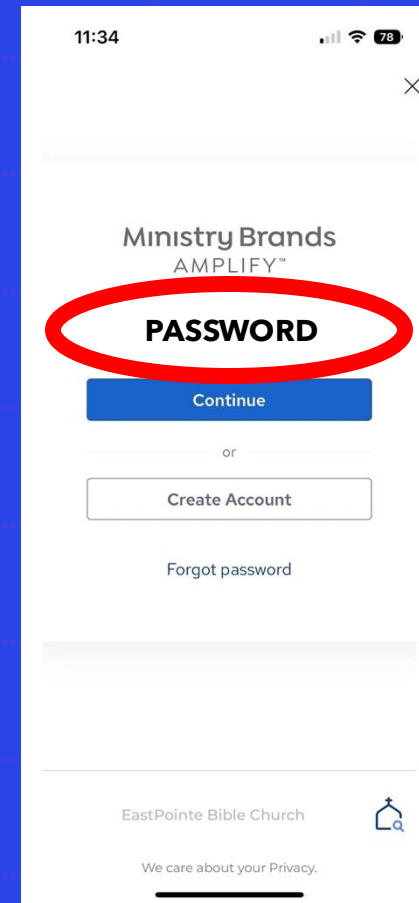 11:34 78
Ministry Brands
AMPLIFY™
PASSWORD
Continue
or
Create Account
Forgot password
EastPointe Bible Church
We care about your Privacy.